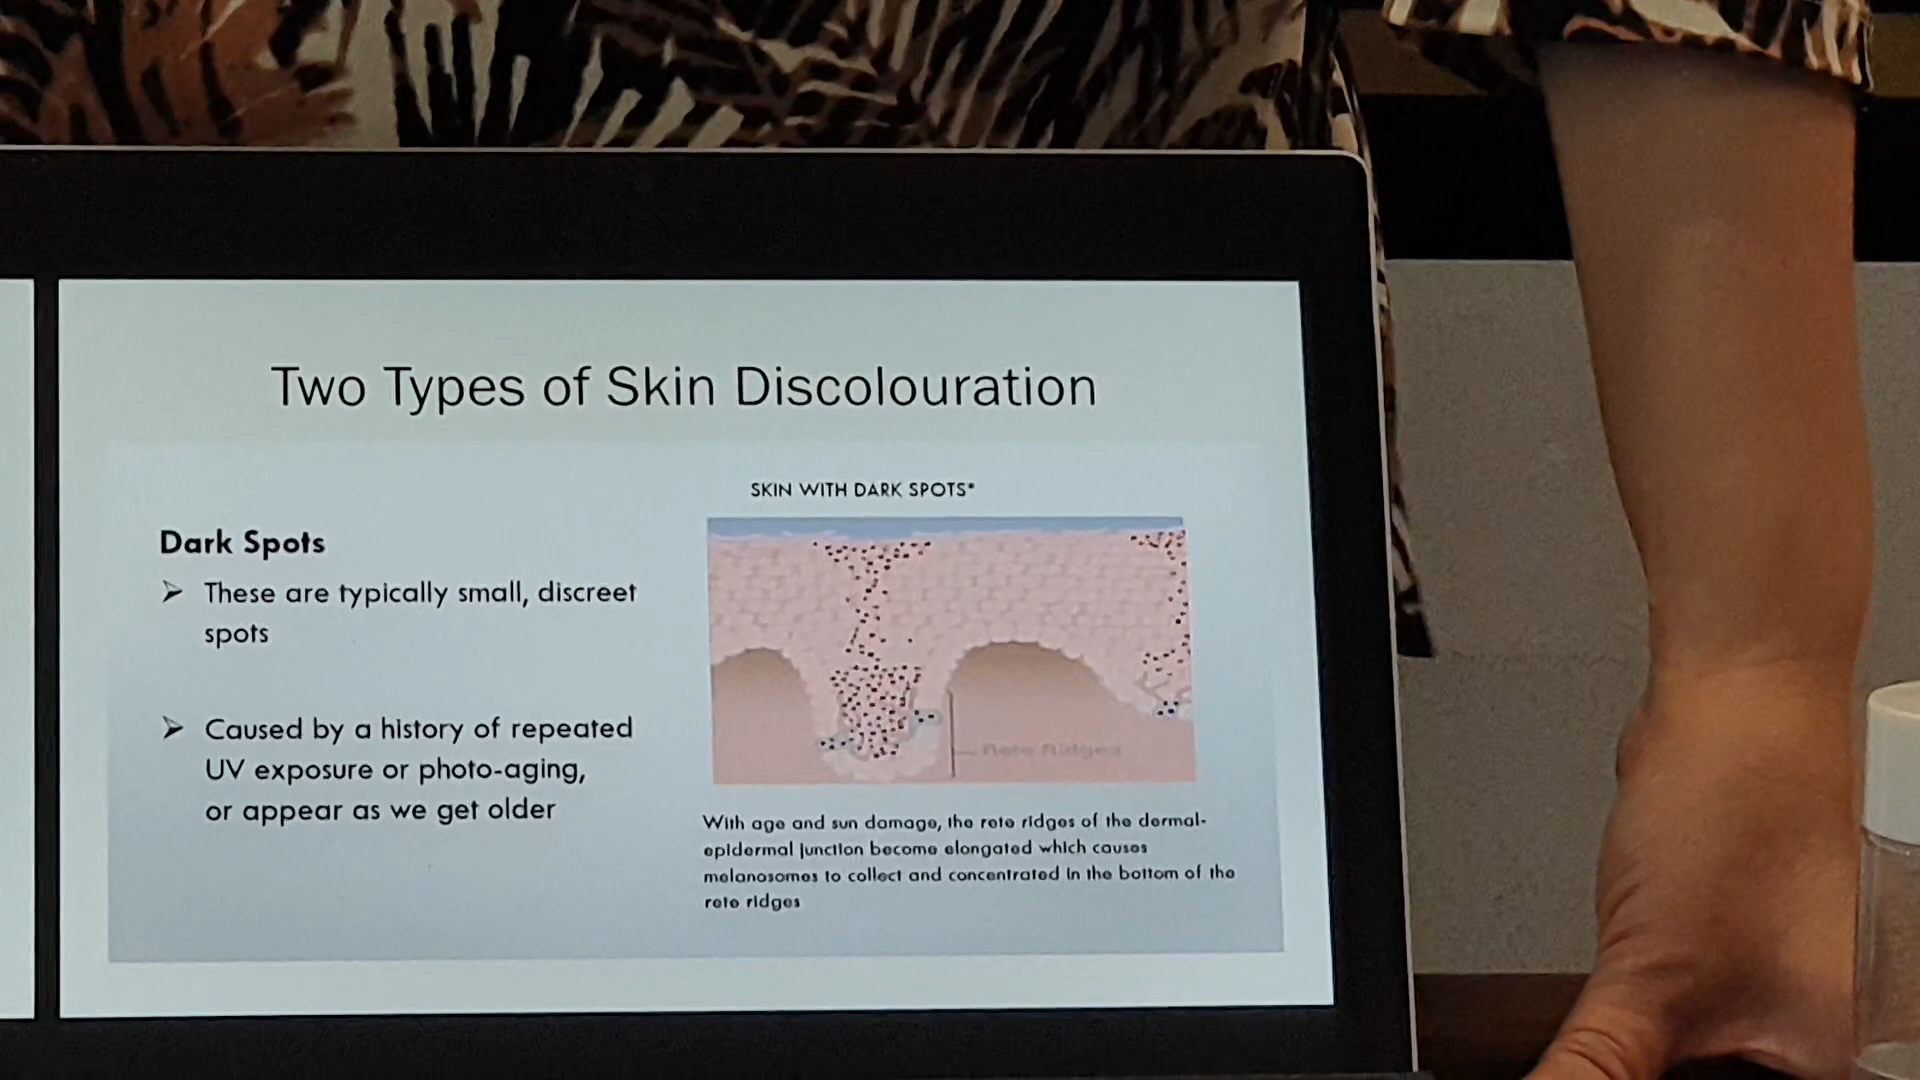 Two Types of Skin Discolouration
SKIN WITH DARK SPOTS*
Dark Spots
➢ These are typically small, discreet
spots
➢ Caused by a history of repeated
UV exposure or photo-aging,
or appear as we get older
Rete Ridges
With age and sun damage, the rete ridges of the dermal-
epidermal junction become elongated which causes
melanosomes to collect and concentrated in the bottom of the
rete ridges